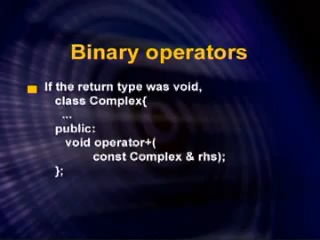 Binary operators
If the return type was void,
class Complex{
...
public:
void operator+(
const Complex & rhs);
};